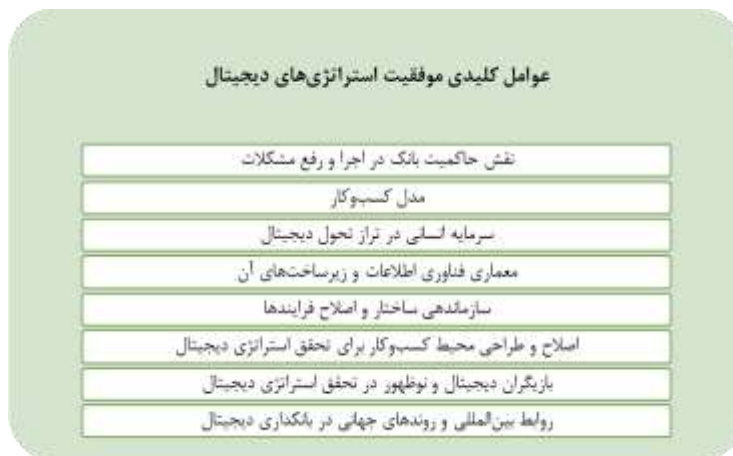 عوامل کلیدی موفقیت استراتژی‌های دیجیتال
نقش حاکمیت بانک در اجرا و رفع مشکلات
مدل کسب‌وکار
سرمایه انسانی در تراز تحول دیجیتال
معماری فناوری اطلاعات و زیرساخت‌های آن
سازماندهی ساختار و اصلاح فرایندها
اصلاح و طراحی محیط کسب‌وکار برای تحقق استراتژی دیجیتال
بازیگران دیجیتال و نوظهور در تحقق استراتژی دیجیتال
روابط بین‌المللی و روندهای جهانی در بانکداری دیجیتال